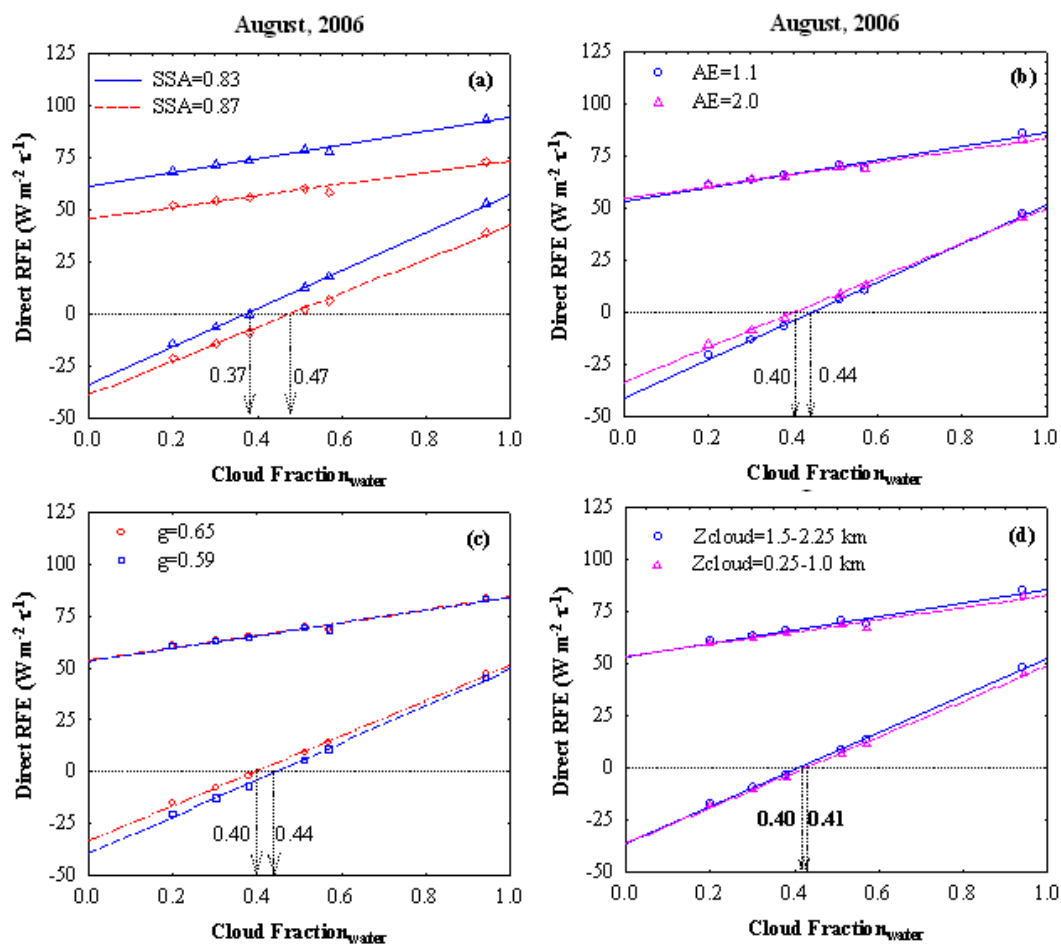 August, 2006
August, 2006
125
100
75
50
25
0
-25
-50
Direct RFE (W m⁻² τ⁻¹)
SSA=0.83
SSA=0.87
(a)
0.37
0.47
0.0 0.2 0.4 0.6 0.8 1.0
Cloud Fraction_water
125
100
75
50
25
0
-25
-50
Direct RFE (W m⁻² τ⁻¹)
AE=1.1
AE=2.0
(b)
0.40
0.44
0.0 0.2 0.4 0.6 0.8 1.0
Cloud Fraction_water
125
100
75
50
25
0
-25
-50
Direct RFE (W m⁻² τ⁻¹)
g=0.65
g=0.59
(c)
0.40
0.44
0.0 0.2 0.4 0.6 0.8 1.0
Cloud Fraction_water
125
100
75
50
25
0
-25
-50
Direct RFE (W m⁻² τ⁻¹)
Zcloud=1.5-2.25 km
Zcloud=0.25-1.0 km
(d)
0.40
0.41
0.0 0.2 0.4 0.6 0.8 1.0
Cloud Fraction_water